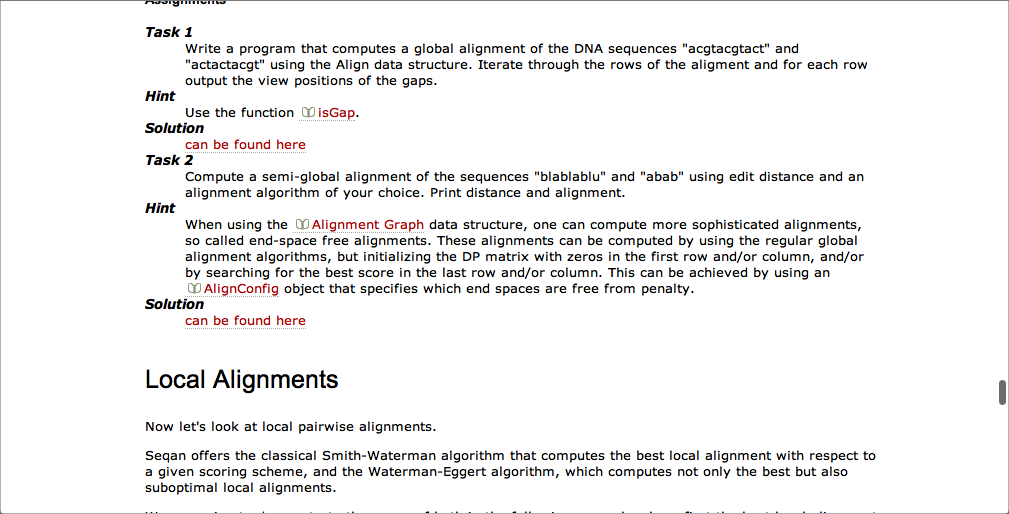 Assignments
Task 1
Write a program that computes a global alignment of the DNA sequences "acgtacgtact" and
"actactacgt" using the Align data structure. Iterate through the rows of the aligment and for each row
output the view positions of the gaps.
Hint
Use the function isGap.
Solution
can be found here
Task 2
Compute a semi-global alignment of the sequences "blablablu" and "abab" using edit distance and an
alignment algorithm of your choice. Print distance and alignment.
Hint
When using the Alignment Graph data structure, one can compute more sophisticated alignments,
so called end-space free alignments. These alignments can be computed by using the regular global
alignment algorithms, but initializing the DP matrix with zeros in the first row and/or column, and/or
by searching for the best score in the last row and/or column. This can be achieved by using an
AlignConfig object that specifies which end spaces are free from penalty.
Solution
can be found here
Local Alignments
Now let's look at local pairwise alignments.
Seqan offers the classical Smith-Waterman algorithm that computes the best local alignment with respect to
a given scoring scheme, and the Waterman-Eggert algorithm, which computes not only the best but also
suboptimal local alignments.